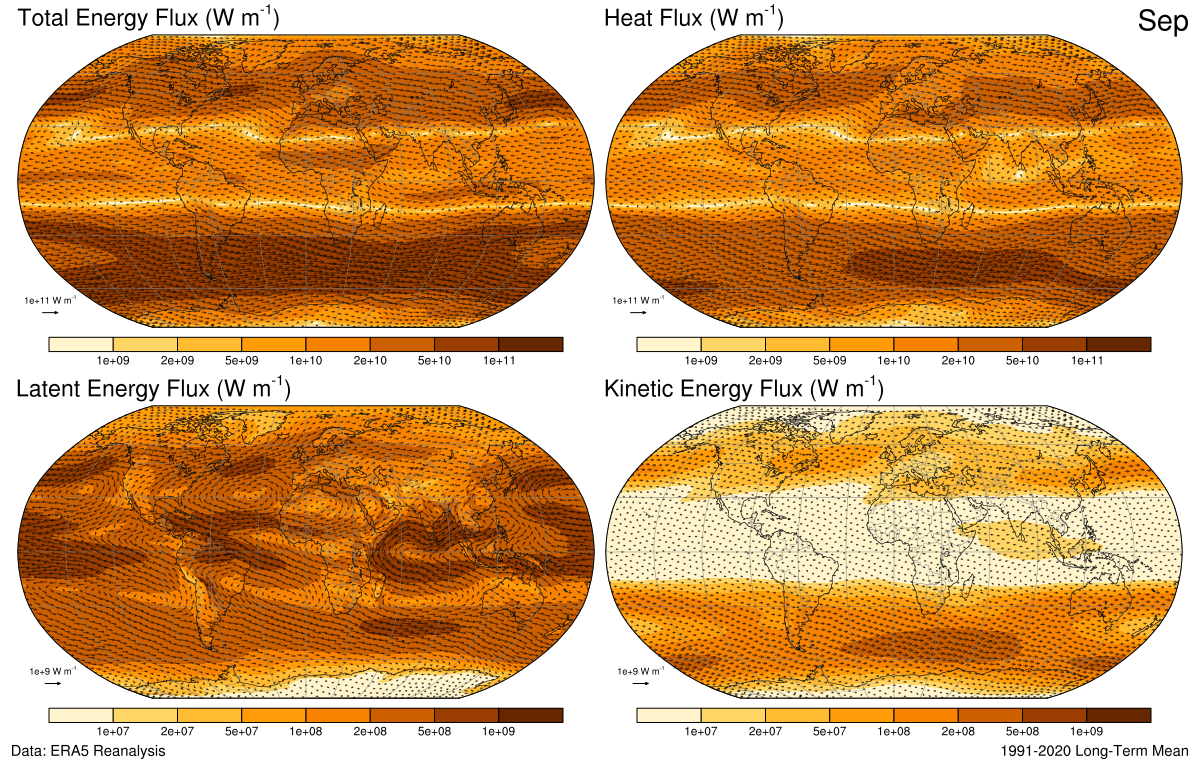 Total Energy Flux (W m-1)
Heat Flux (W m-1)
Sep
1e+11 W m-1
1e+11 W m-1
1e+09 2e+09 5e+09 1e+10 2e+10 5e+10 1e+11
1e+09 2e+09 5e+09 1e+10 2e+10 5e+10 1e+11
Latent Energy Flux (W m-1)
Kinetic Energy Flux (W m-1)
1e+9 W m-1
1e+9 W m-1
1e+07 2e+07 5e+07 1e+08 2e+08 5e+08 1e+09
1e+07 2e+07 5e+07 1e+08 2e+08 5e+08 1e+09
Data: ERA5 Reanalysis
1991-2020 Long-Term Mean